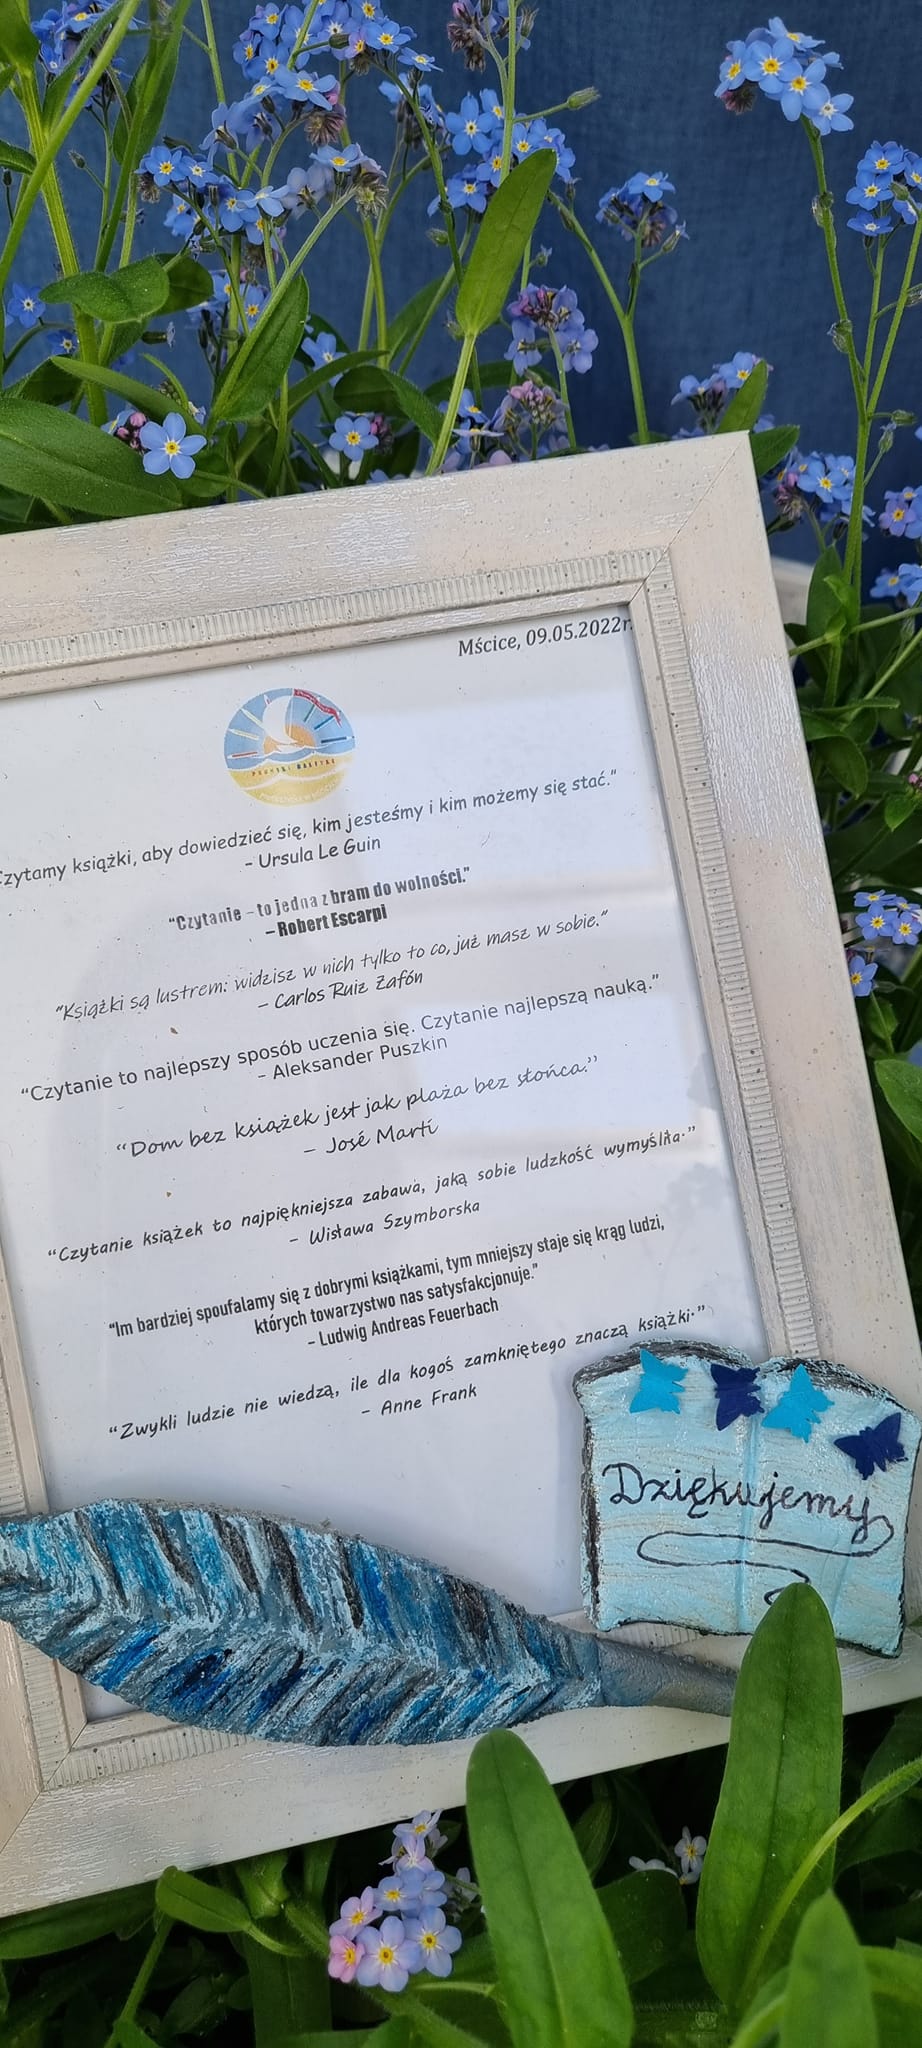 Mścice, 09.05.2022r.
PROMYKI BAŁTYKU
Czytamy książki, aby dowiedzieć się, kim jesteśmy i kim możemy się stać.”
- Ursula Le Guin
“Czytanie – to jedna z bram do wolności.”
– Robert Escarpi
“Książki są lustrem: widzisz w nich tylko to co, już masz w sobie.”
– Carlos Ruiz Zafón
“Czytanie to najlepszy sposób uczenia się. Czytanie najlepszą nauką.”
– Aleksander Puszkin
“Dom bez książek jest jak plaża bez słońca.”
– José Martí
“Czytanie książek to najpiękniejsza zabawa, jaką sobie ludzkość wymyśliła.”
– Wisława Szymborska
“Im bardziej spoufalamy się z dobrymi książkami, tym mniejszy staje się krąg ludzi,
których towarzystwo nas satysfakcjonuje.”
- Ludwig Andreas Feuerbach
“Zwykli ludzie nie wiedzą, ile dla kogoś zamkniętego znaczą książki.”
– Anne Frank
Dziękujemy